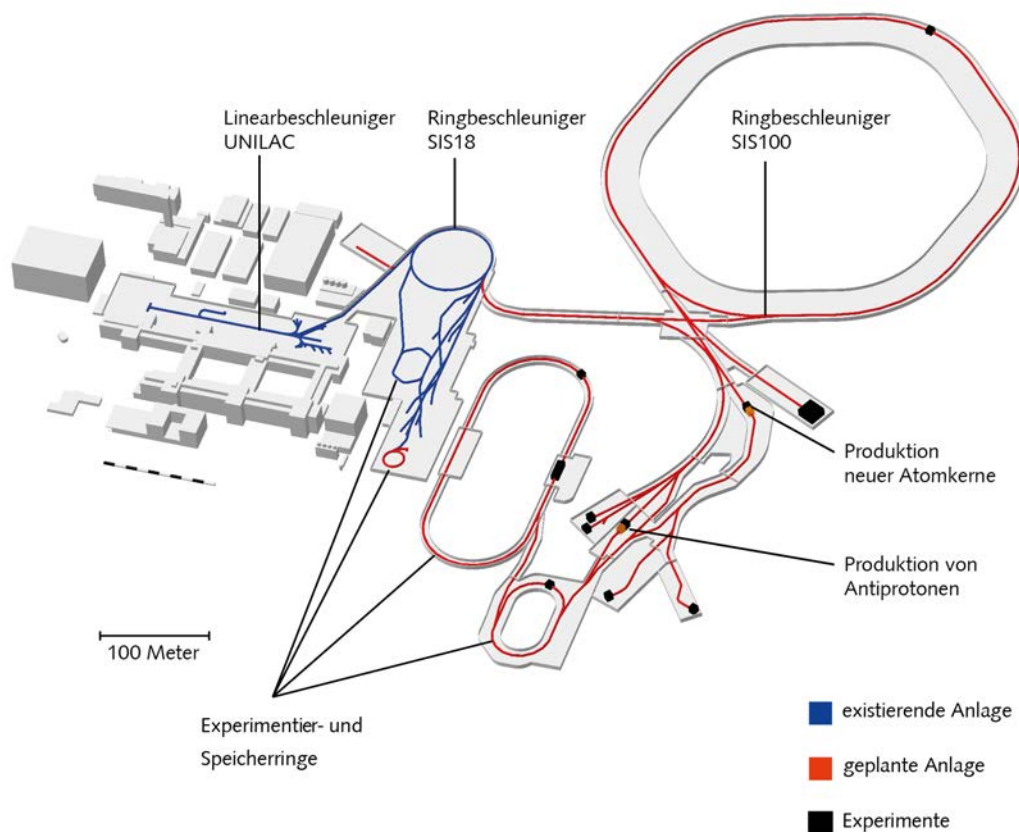 Linearbeschleuniger
UNILAC
Ringbeschleuniger
SIS18
Ringbeschleuniger
SIS100
Produktion
neuer Atomkerne
Produktion von
Antiprotonen
100 Meter
Experimentier- und
Speicherringe
existierende Anlage
geplante Anlage
Experimente